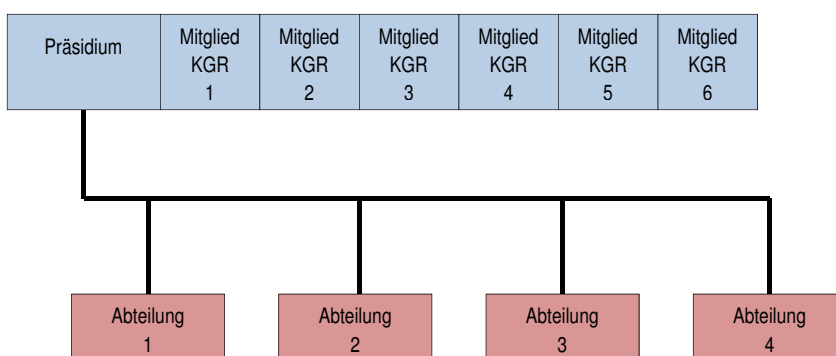 Präsidium
Mitglied
KGR
1
Mitglied
KGR
2
Mitglied
KGR
3
Mitglied
KGR
4
Mitglied
KGR
5
Mitglied
KGR
6
Abteilung
1
Abteilung
2
Abteilung
3
Abteilung
4